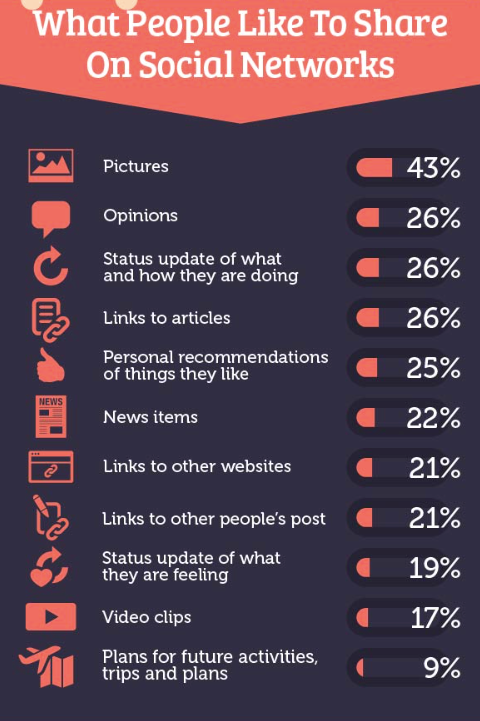 What People Like To Share
On Social Networks
Pictures
43%
Opinions
26%
Status update of what
and how they are doing
26%
Links to articles
26%
Personal recommendations
of things they like
25%
NEWS
News items
22%
Links to other websites
21%
Links to other people's post
21%
Status update of what
they are feeling
19%
Video clips
17%
Plans for future activities,
trips and plans
9%